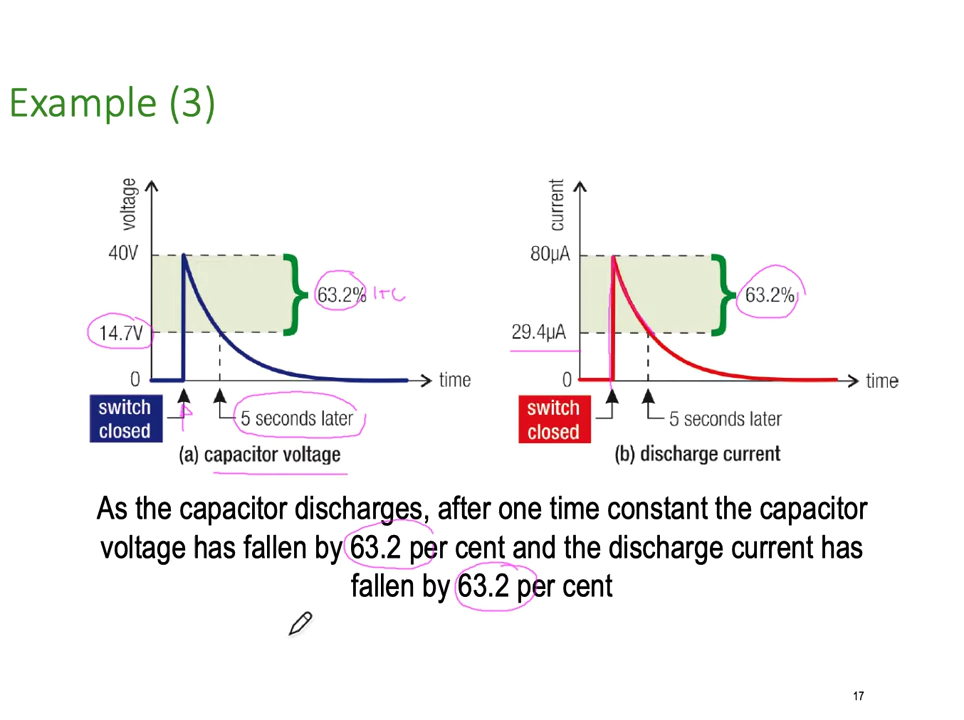 Example (3)
voltage
40V
63.2% 1TC
14.7V
0
time
switch
closed
5 seconds later
(a) capacitor voltage
current
80µA
63.2%
29.4µA
0
time
switch
closed
5 seconds later
(b) discharge current
As the capacitor discharges, after one time constant the capacitor
voltage has fallen by 63.2 per cent and the discharge current has
fallen by 63.2 per cent
17